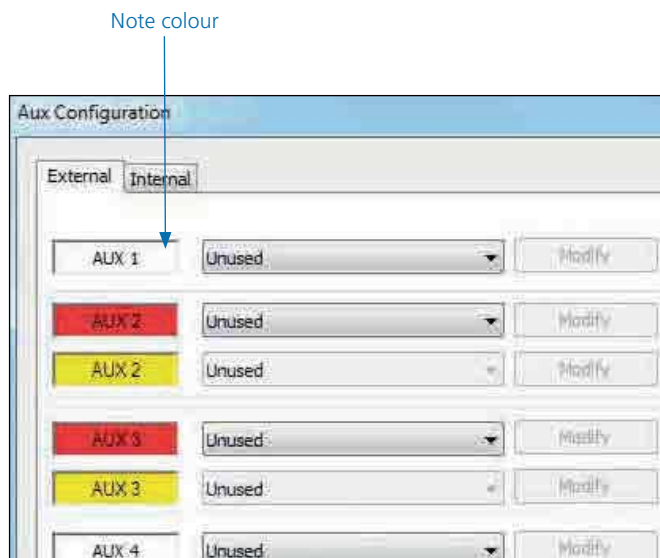 Note colour
Aux Configuration
External Internal
AUX 1 Unused Modify
AUX 2 Unused Modify
AUX 2 Unused Modify
AUX 3 Unused Modify
AUX 3 Unused Modify
AUX 4 Unused Modify